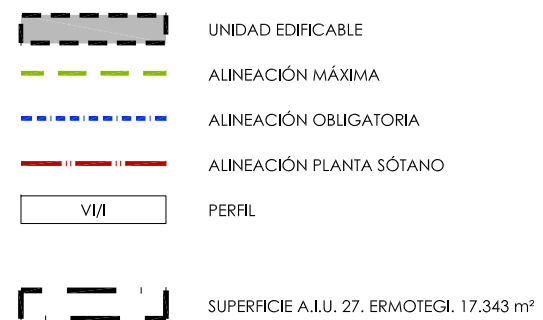 UNIDAD EDIFICABLE
ALINEACIÓN MÁXIMA
ALINEACIÓN OBLIGATORIA
ALINEACIÓN PLANTA SÓTANO
VI/I PERFIL
SUPERFICIE A.I.U. 27. ERMOTEGI. 17.343 m²